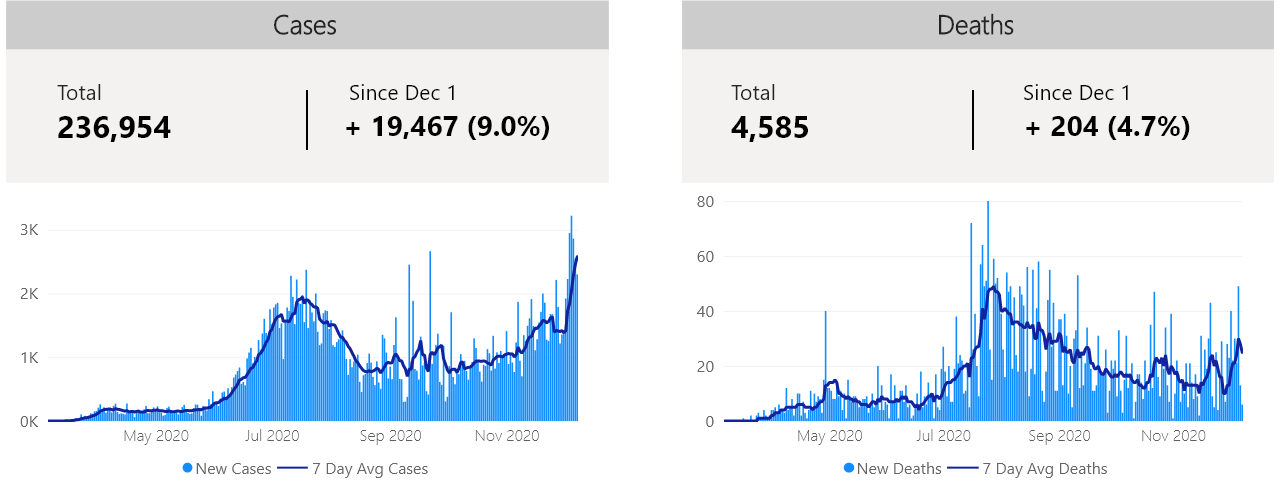 Cases
Total
236,954
Since Dec 1
+ 19,467 (9.0%)
3K
2K
1K
0K
May 2020 Jul 2020 Sep 2020 Nov 2020
New Cases 7 Day Avg Cases
Deaths
Total
4,585
Since Dec 1
+ 204 (4.7%)
80
60
40
20
0
May 2020 Jul 2020 Sep 2020 Nov 2020
New Deaths 7 Day Avg Deaths